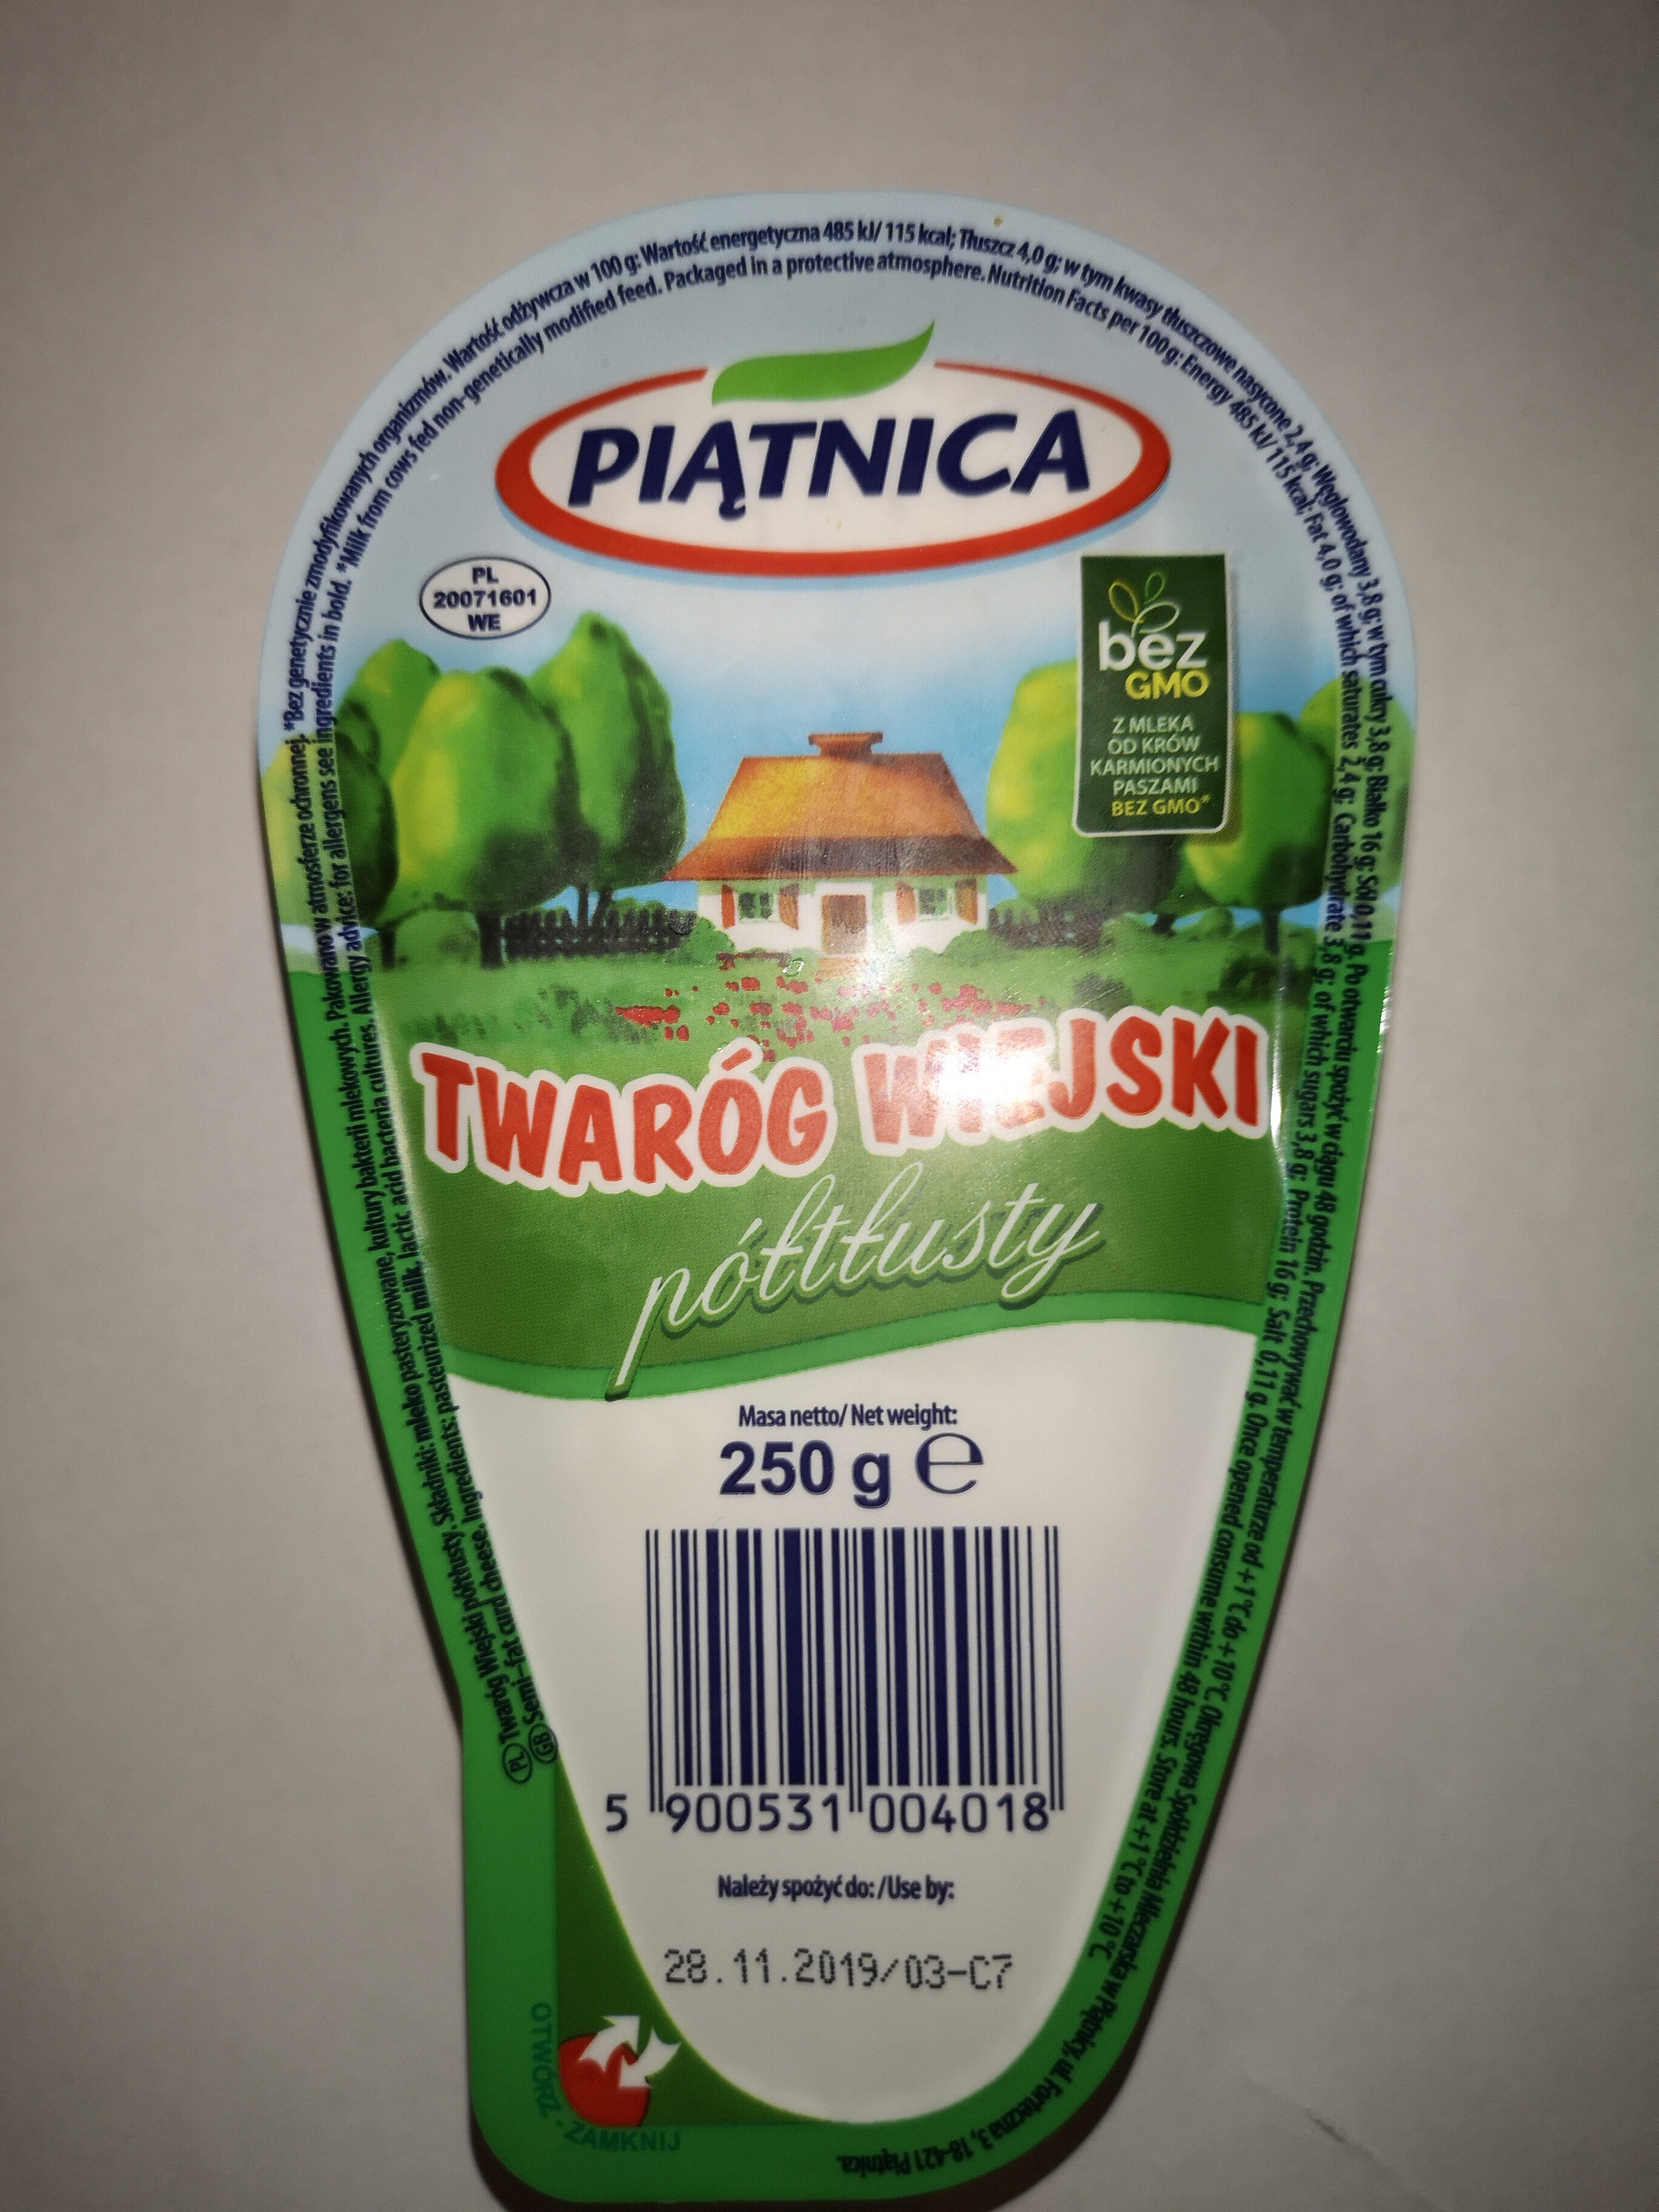 Twaróg Wiejski półtłusty. Składniki: mleko pasteryzowane, kultury bakterii mlekowych. Pakowano w atmosferze ochronnej. *Bez genetycznie zmodyfikowanych organizmów. Wartość odżywcza w 100 g: Wartość energetyczna 485 kJ/ 115 kcal; Tłuszcz 4,0 g; w tym kwasy tłuszczowe nasycone 2,4 g; Węglowodany 3,8 g; w tym cukry 3,8 g; Białko 16 g; Sól 0,11 g. Po otwarciu spożyć w ciągu 48 godzin. Przechowywać w temperaturze od +1°C do +10°C. Okręgowa Spółdzielnia Mleczarska w Piątnicy, ul. Forteczna 3, 18-421 Piątnica.
Semi-fat curd cheese. Ingredients: pasteurized milk, lactic acid bacteria cultures. Allergy advice: for allergens see ingredients in bold. *Milk from cows fed non-genetically modified feed. Packaged in a protective atmosphere. Nutrition Facts per 100 g: Energy 485 kJ/ 115 kcal; Fat 4,0 g; of which saturates 2,4 g; Carbohydrate 3,8 g; of which sugars 3,8 g; Protein 16 g; Salt 0,11 g. Once opened consume within 48 hours. Store at +1°C to +10°C.
PL
GB
PIĄTNICA
PL
20071601
WE
bez
GMO
Z MLEKA
OD KRÓW
KARMIONYCH
PASZAMI
BEZ GMO*
TWARÓG WIEJSKI
półtłusty
Masa netto/ Net weight:
250 g ℮
5 900531 004018
Należy spożyć do: /Use by:
28.11.2019/03-C7
OTWÓRZ - ZAMKNIJ